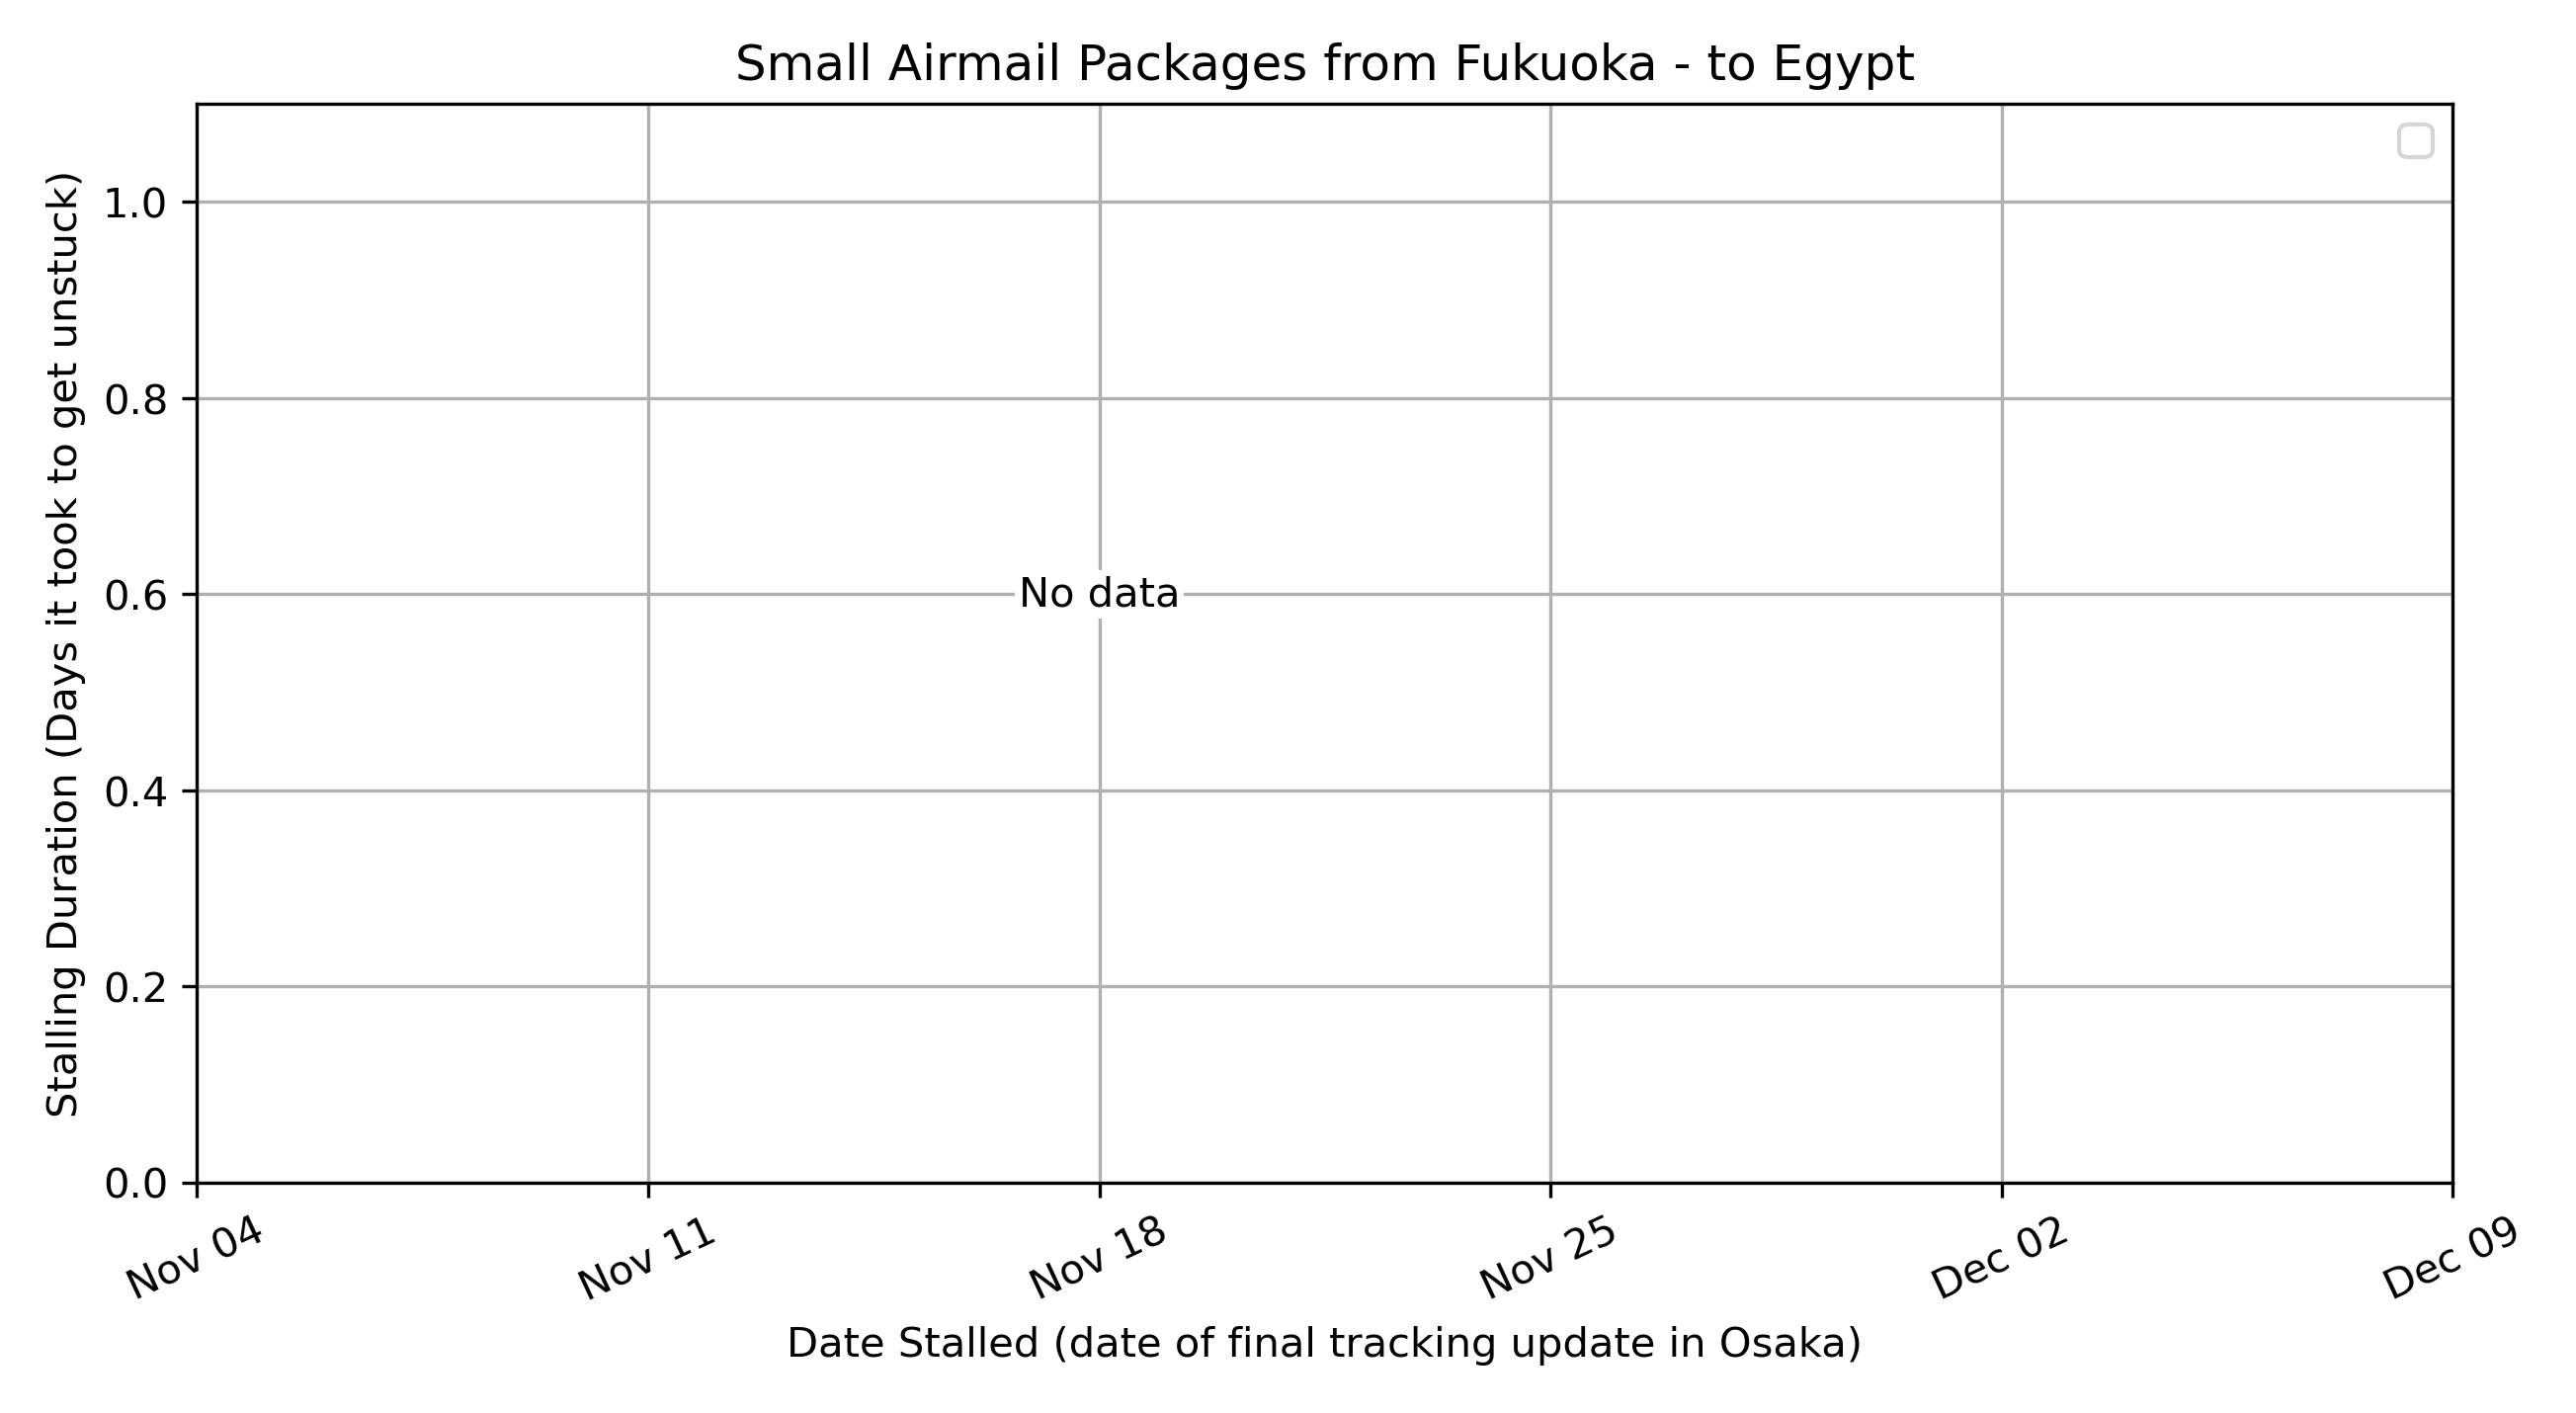 Small Airmail Packages from Fukuoka - to Egypt
Stalling Duration (Days it took to get unstuck)
1.0
0.8
0.6
0.4
0.2
0.0
No data
Nov 04
Nov 11
Nov 18
Nov 25
Dec 02
Dec 09
Date Stalled (date of final tracking update in Osaka)